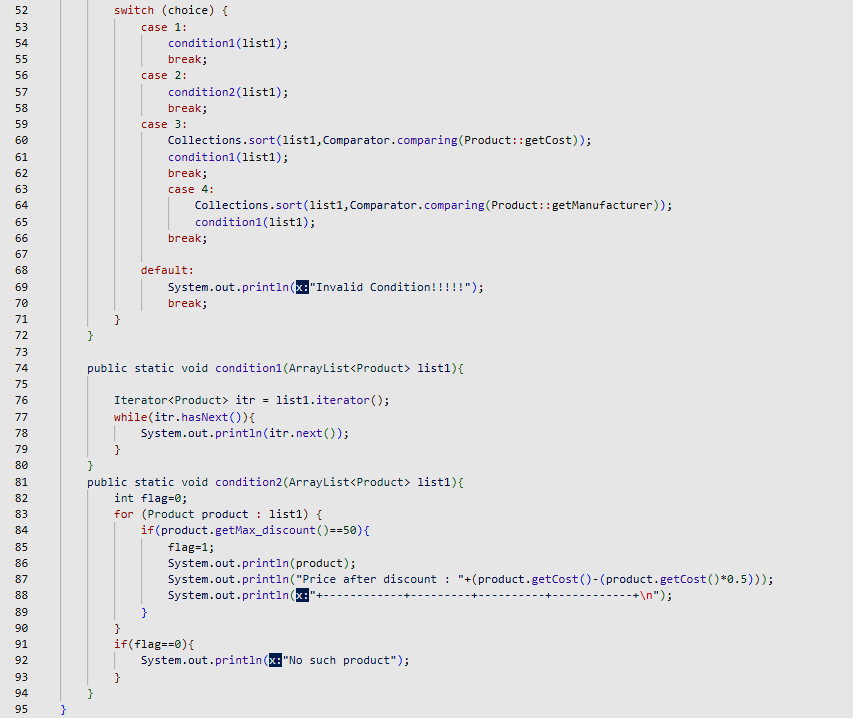 52 switch (choice) {
53 case 1:
54 condition1(list1);
55 break;
56 case 2:
57 condition2(list1);
58 break;
59 case 3:
60 Collections.sort(list1,Comparator.comparing(Product::getCost));
61 condition1(list1);
62 break;
63 case 4:
64 Collections.sort(list1,Comparator.comparing(Product::getManufacturer));
65 condition1(list1);
66 break;
67
68 default:
69 System.out.println(x:"Invalid Condition!!!!!");
70 break;
71 }
72 }
73
74 public static void condition1(ArrayList<Product> list1){
75
76 Iterator<Product> itr = list1.iterator();
77 while(itr.hasNext()){
78 System.out.println(itr.next());
79 }
80 }
81 public static void condition2(ArrayList<Product> list1){
82 int flag=0;
83 for (Product product : list1) {
84 if(product.getMax_discount()==50){
85 flag=1;
86 System.out.println(product);
87 System.out.println("Price after discount : "+(product.getCost()-(product.getCost()*0.5)));
88 System.out.println(x:"+------------+---------+----------+------------+\n");
89 }
90 }
91 if(flag==0){
92 System.out.println(x:"No such product");
93 }
94 }
95 }